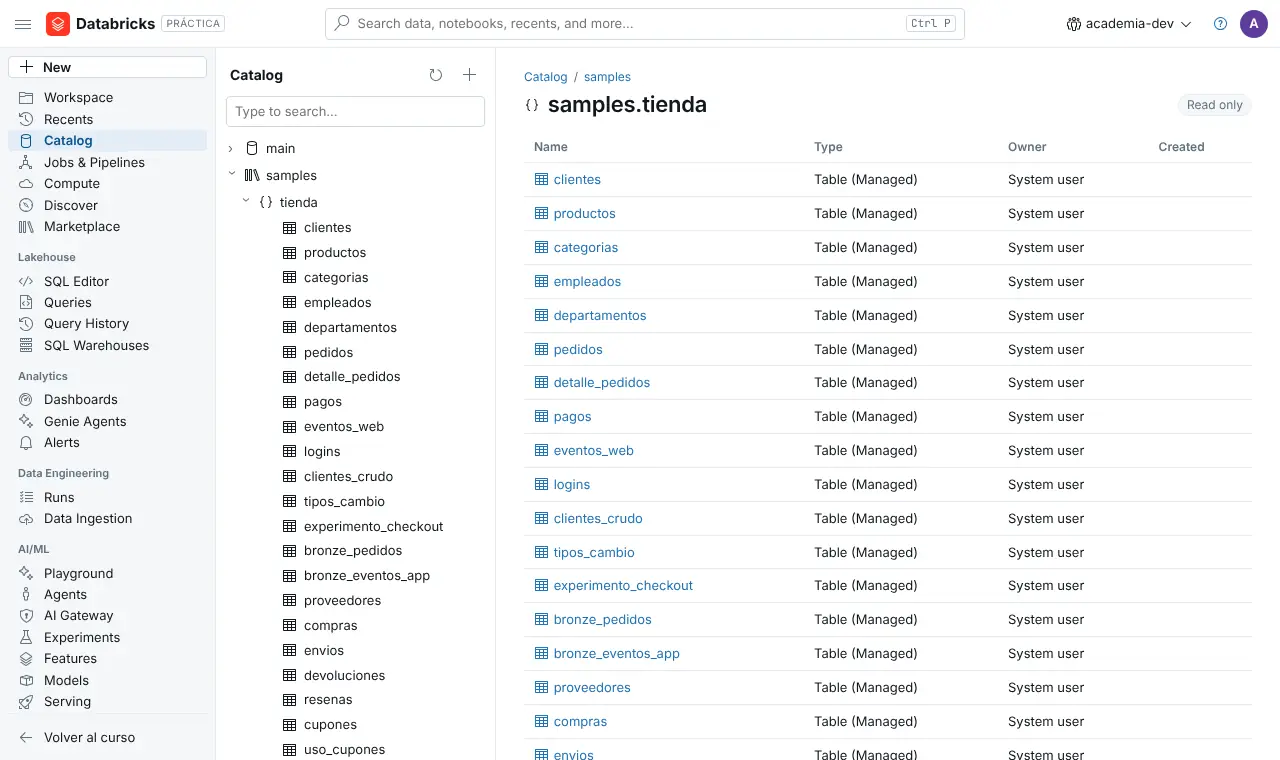 Databricks PRÁCTICA
Search data, notebooks, recents, and more...
Ctrl P
academia-dev
A
New
Workspace
Recents
Catalog
Jobs & Pipelines
Compute
Discover
Marketplace
Lakehouse
SQL Editor
Queries
Query History
SQL Warehouses
Analytics
Dashboards
Genie Agents
Alerts
Data Engineering
Runs
Data Ingestion
AI/ML
Playground
Agents
AI Gateway
Experiments
Features
Models
Serving
Volver al curso
Catalog
Type to search...
main
samples
tienda
clientes
productos
categorias
empleados
departamentos
pedidos
detalle_pedidos
pagos
eventos_web
logins
clientes_crudo
tipos_cambio
experimento_checkout
bronze_pedidos
bronze_eventos_app
proveedores
compras
envios
devoluciones
resenas
cupones
uso_cupones
Catalog / samples
{} samples.tienda
Read only
Name Type Owner Created
clientes Table (Managed) System user
productos Table (Managed) System user
categorias Table (Managed) System user
empleados Table (Managed) System user
departamentos Table (Managed) System user
pedidos Table (Managed) System user
detalle_pedidos Table (Managed) System user
pagos Table (Managed) System user
eventos_web Table (Managed) System user
logins Table (Managed) System user
clientes_crudo Table (Managed) System user
tipos_cambio Table (Managed) System user
experimento_checkout Table (Managed) System user
bronze_pedidos Table (Managed) System user
bronze_eventos_app Table (Managed) System user
proveedores Table (Managed) System user
compras Table (Managed) System user
envios Table (Managed) System user